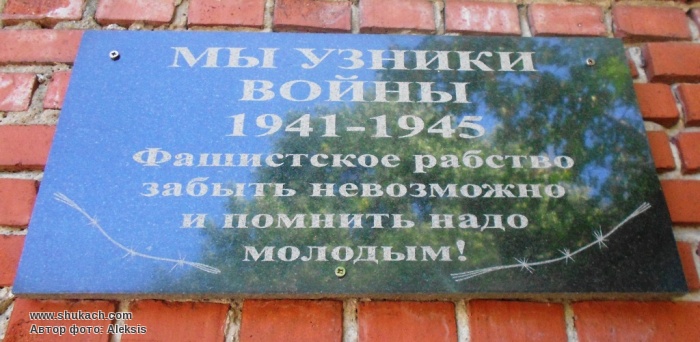 МЫ УЗНИКИ
ВОЙНЫ
1941-1945
Фашистское рабство
забыть невозможно
и помнить надо
молодым!
www.shukach.com
Автор фото: Aleksis